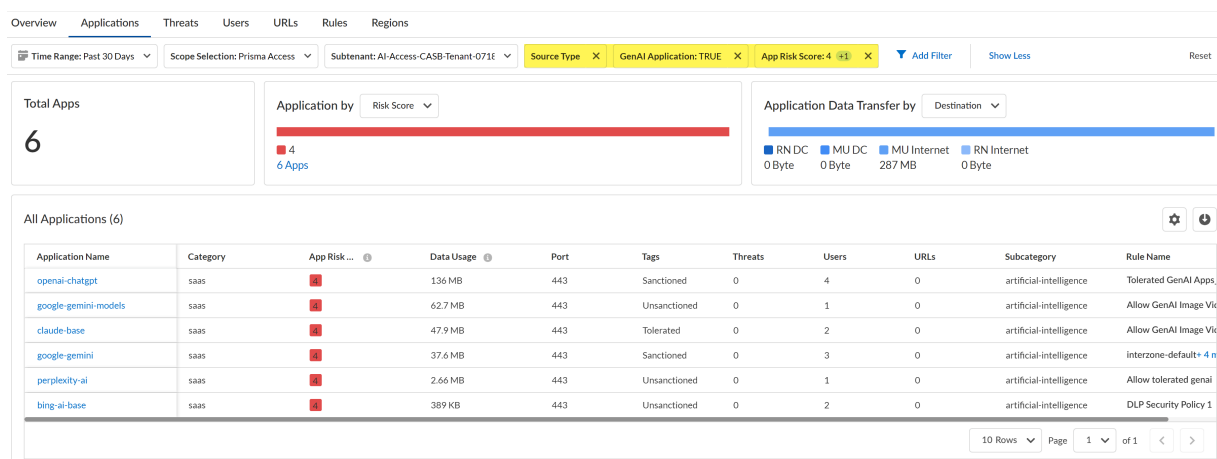 Overview Applications Threats Users URLs Rules Regions
Time Range: Past 30 Days Scope Selection: Prisma Access Subtenant: AI-Access-CASB-Tenant-0718 Source Type X GenAI Application: TRUE X App Risk Score: 4 +1 X Add Filter Show Less Reset
Total Apps
6
Application by Risk Score
4
6 Apps
Application Data Transfer by Destination
RN DC MU DC MU Internet RN Internet
0 Byte 0 Byte 287 MB 0 Byte
All Applications (6)
Application Name Category App Risk ... Data Usage Port Tags Threats Users URLs Subcategory Rule Name
openai-chatgpt saas 4 136 MB 443 Sanctioned 0 4 0 artificial-intelligence Tolerated GenAI Apps_
google-gemini-models saas 4 62.7 MB 443 Unsanctioned 0 1 0 artificial-intelligence Allow GenAI Image
claude-base saas 4 47.9 MB 443 Tolerated 0 2 0 artificial-intelligence Allow GenAI Image
google-gemini saas 4 37.6 MB 443 Sanctioned 0 3 0 artificial-intelligence interzone-default + 4
perplexity-ai saas 4 2.66 MB 443 Unsanctioned 0 1 0 artificial-intelligence Allow tolerated genai
bing-ai-base saas 4 389 KB 443 Unsanctioned 0 2 0 artificial-intelligence DLP Security Policy 1
10 Rows Page 1 of 1